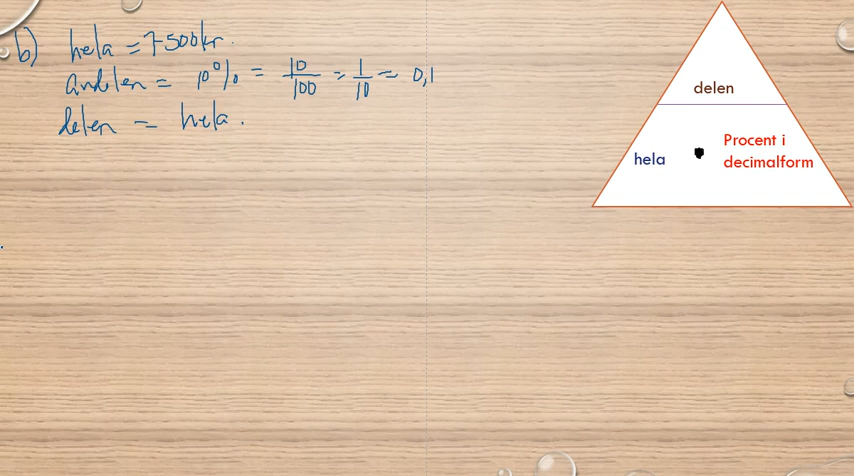 b) hela = 7500kr.
andelen = 10% = 10/100 = 1/10 = 0,1
delen = hela .
delen
hela • Procent i
decimalform